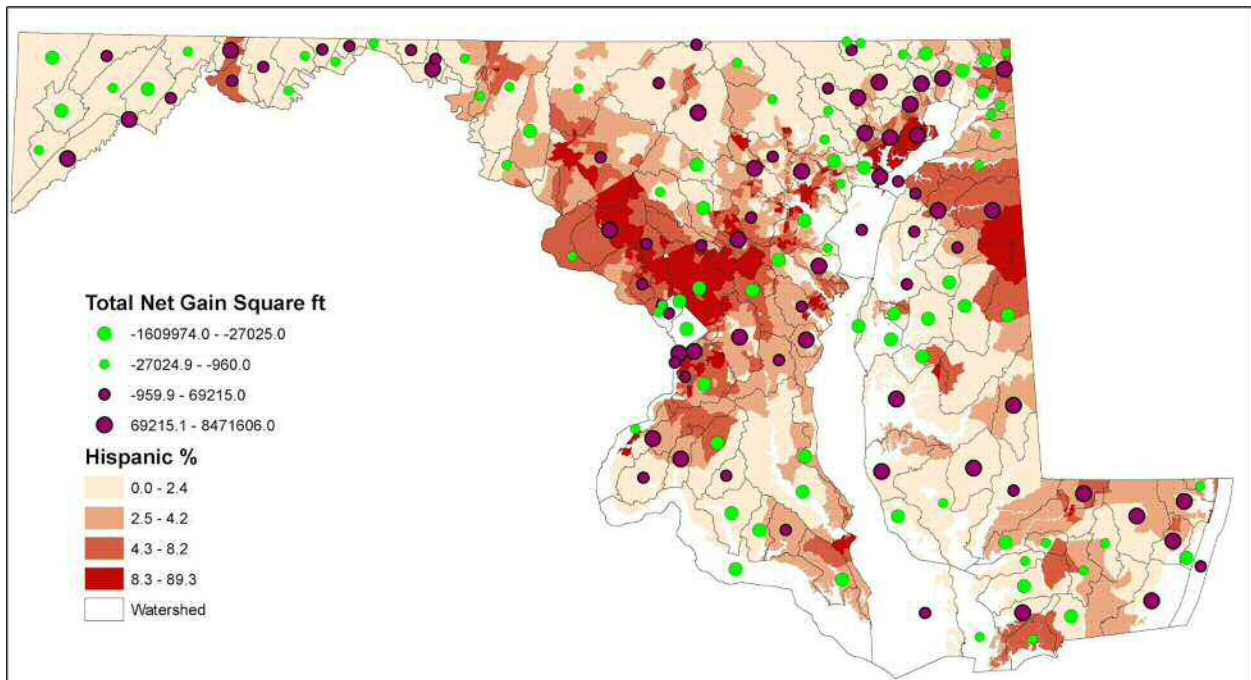 Total Net Gain Square ft
-1609974.0 - -27025.0
-27024.9 - -960.0
-959.9 - 69215.0
69215.1 - 8471606.0
Hispanic %
0.0 - 2.4
2.5 - 4.2
4.3 - 8.2
8.3 - 89.3
Watershed